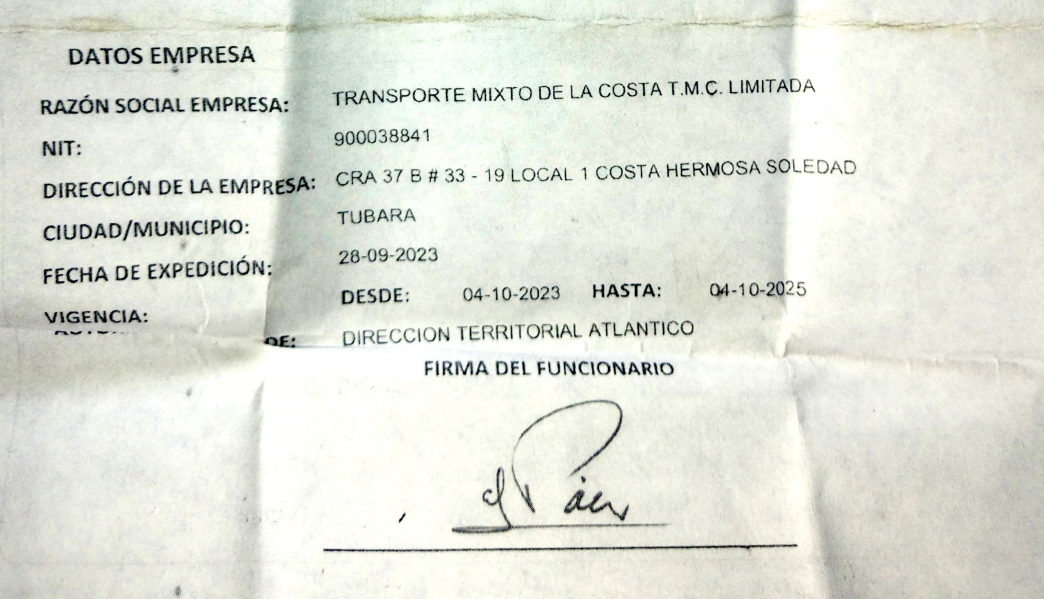 DATOS EMPRESA
RAZÓN SOCIAL EMPRESA: TRANSPORTE MIXTO DE LA COSTA T.M.C. LIMITADA
NIT: 900038841
DIRECCIÓN DE LA EMPRESA: CRA 37 B # 33 - 19 LOCAL 1 COSTA HERMOSA SOLEDAD
CIUDAD/MUNICIPIO: TUBARA
FECHA DE EXPEDICIÓN: 28-09-2023
VIGENCIA: DESDE: 04-10-2023 HASTA: 04-10-2025
DE: DIRECCION TERRITORIAL ATLANTICO
FIRMA DEL FUNCIONARIO